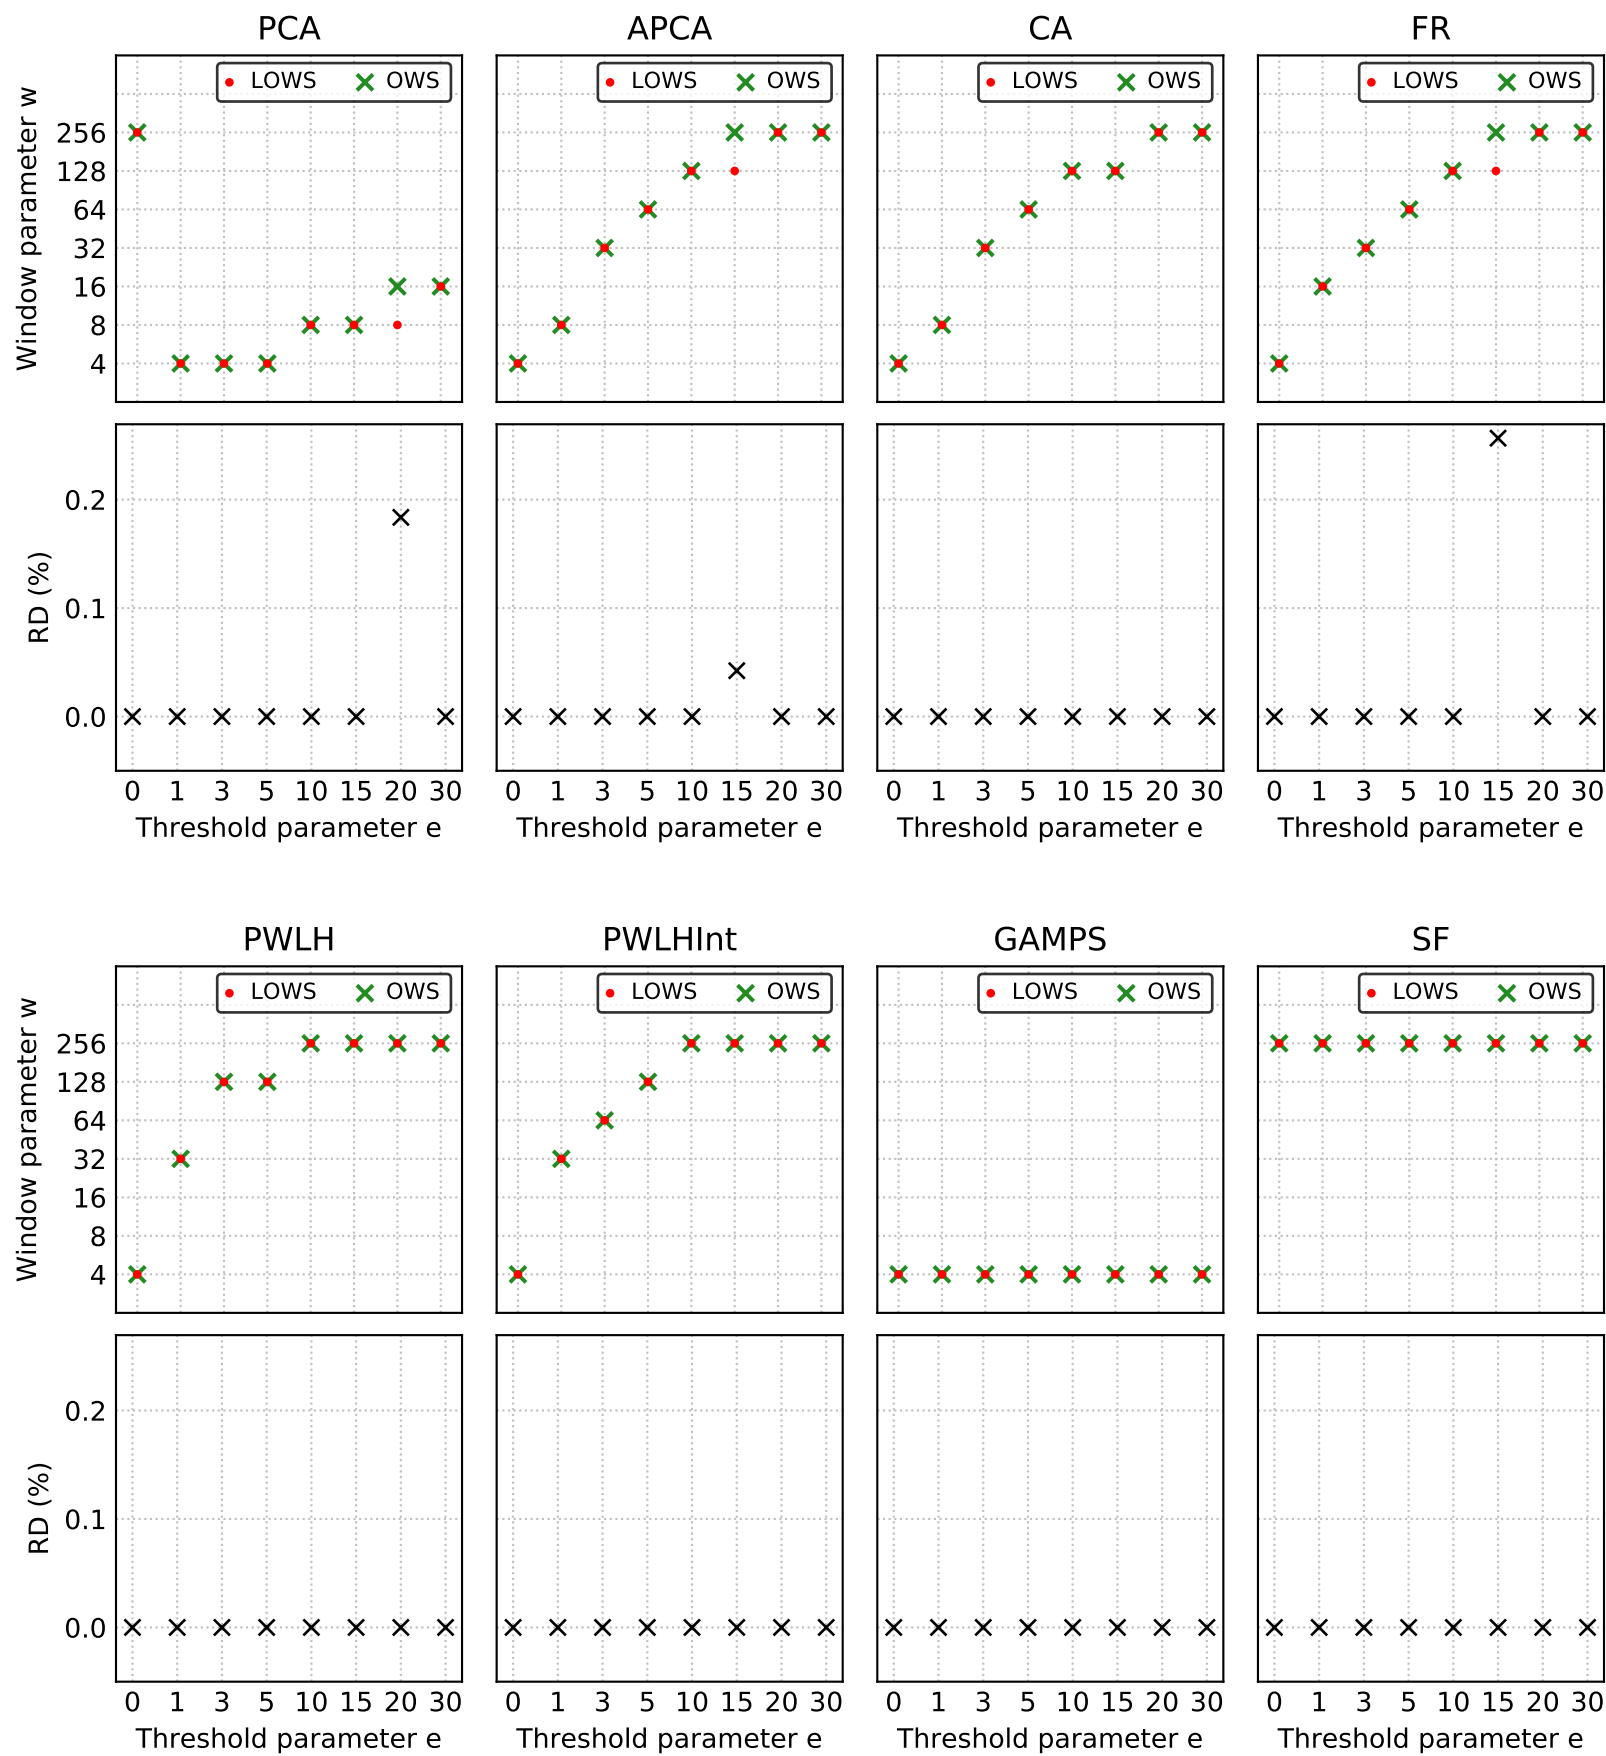 PCA APCA CA FR
LOWS OWS LOWS OWS LOWS OWS LOWS OWS
Window parameter w
256
128
64
32
16
8
4
RD (%)
0.2
0.1
0.0
0 1 3 5 10 15 20 30 0 1 3 5 10 15 20 30 0 1 3 5 10 15 20 30 0 1 3 5 10 15 20 30
Threshold parameter e Threshold parameter e Threshold parameter e Threshold parameter e
PWLH PWLHInt GAMPS SF
LOWS OWS LOWS OWS LOWS OWS LOWS OWS
Window parameter w
256
128
64
32
16
8
4
RD (%)
0.2
0.1
0.0
0 1 3 5 10 15 20 30 0 1 3 5 10 15 20 30 0 1 3 5 10 15 20 30 0 1 3 5 10 15 20 30
Threshold parameter e Threshold parameter e Threshold parameter e Threshold parameter e